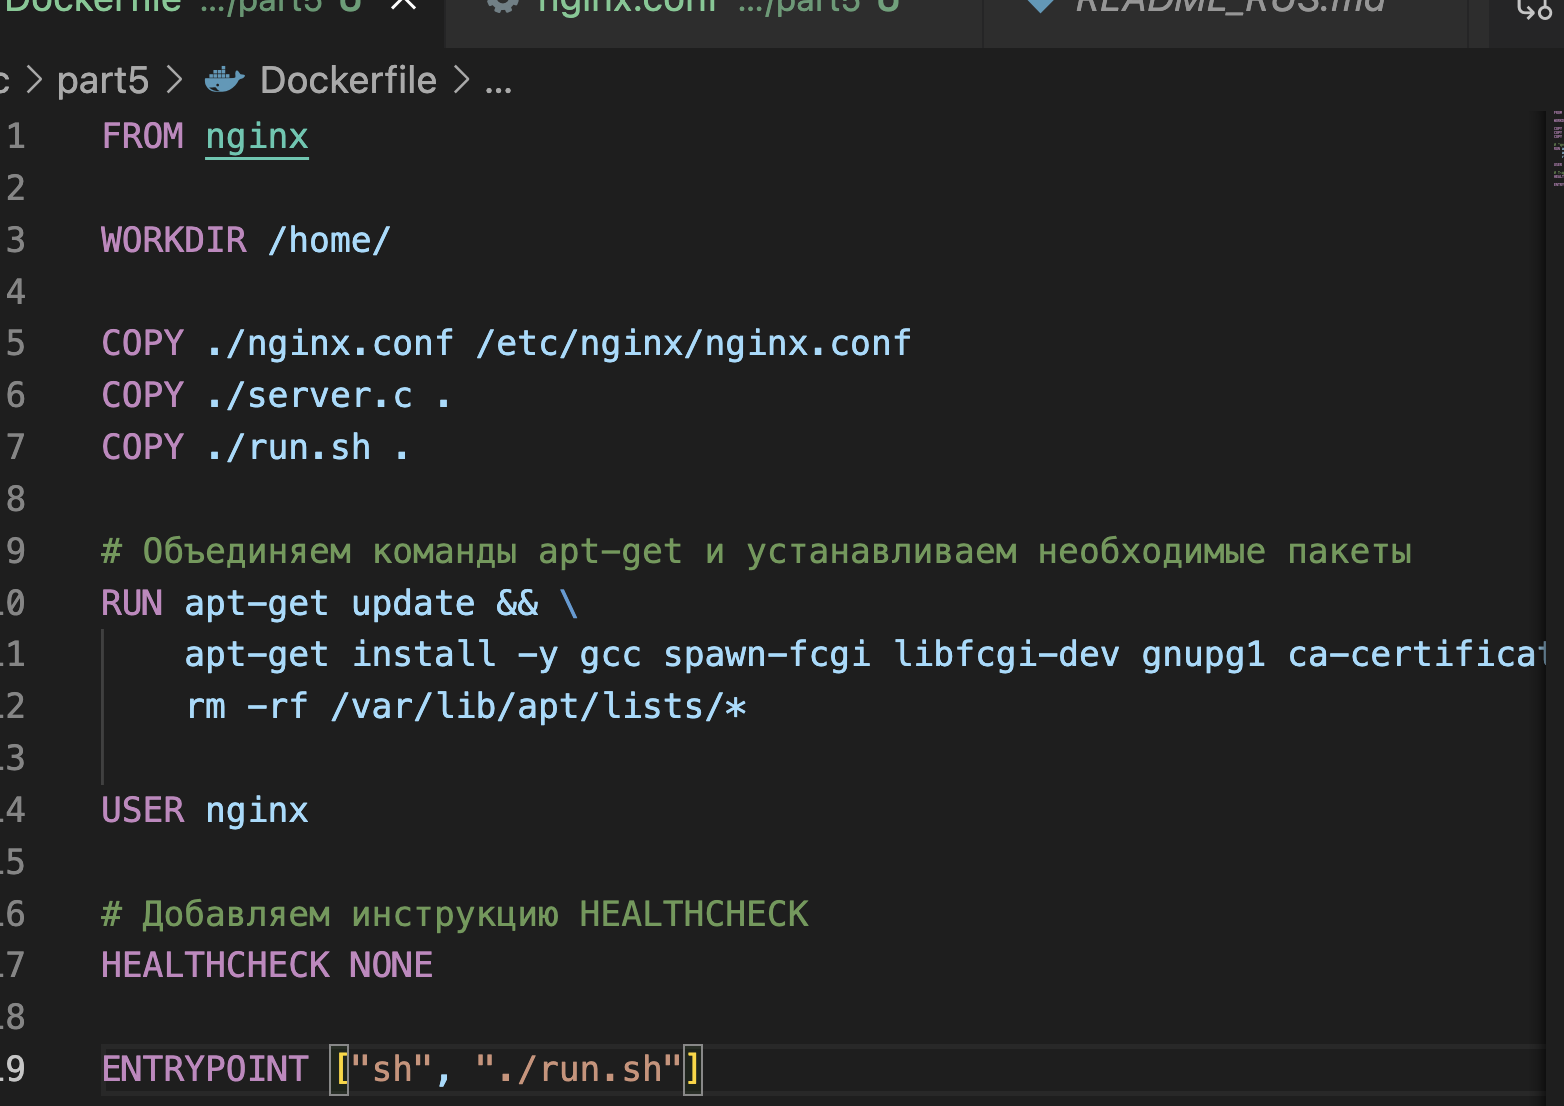 Dockerfile .../part5 U
nginx.conf .../part5 U
README_RUS.md
part5 > Dockerfile > ...
1 FROM nginx
2
3 WORKDIR /home/
4
5 COPY ./nginx.conf /etc/nginx/nginx.conf
6 COPY ./server.c .
7 COPY ./run.sh .
8
9 # Объединяем команды apt-get и устанавливаем необходимые пакеты
10 RUN apt-get update && \
11 apt-get install -y gcc spawn-fcgi libfcgi-dev gnupg1 ca-certificat
12 rm -rf /var/lib/apt/lists/*
13
14 USER nginx
15
16 # Добавляем инструкцию HEALTHCHECK
17 HEALTHCHECK NONE
18
19 ENTRYPOINT ["sh", "./run.sh"]